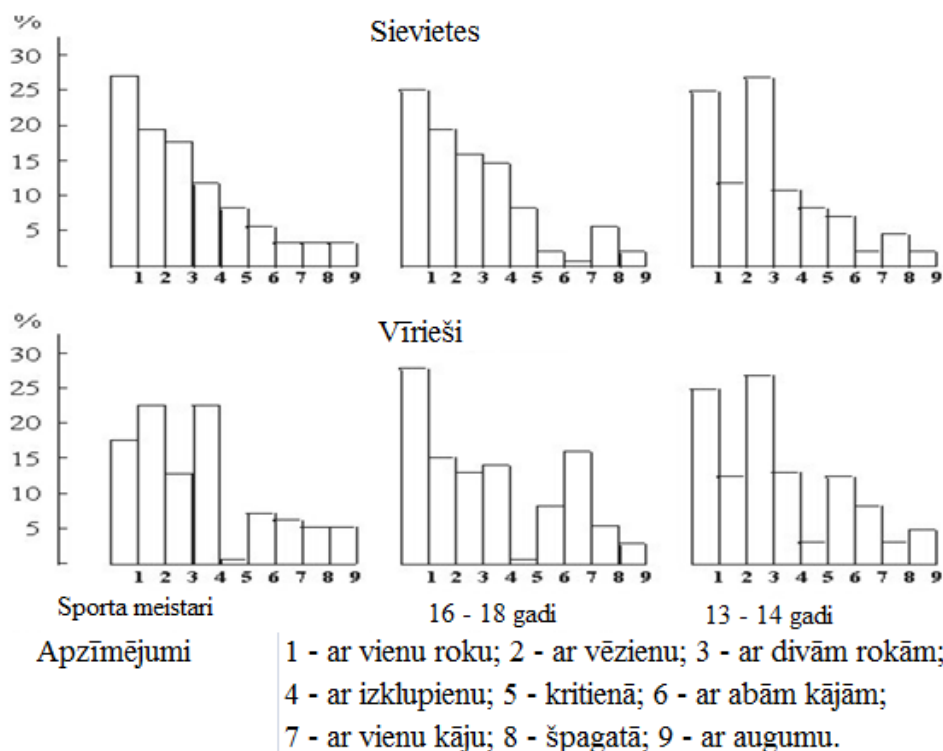 %
Sievietes
30
25
20
15
10
5
1 2 3 4 5 6 7 8 9
1 2 3 4 5 6 7 8 9
1 2 3 4 5 6 7 8 9
%
Vīrieši
30
25
20
15
10
5
1 2 3 4 5 6 7 8 9
1 2 3 4 5 6 7 8 9
1 2 3 4 5 6 7 8 9
Sporta meistari
16 - 18 gadi
13 - 14 gadi
Apzīmējumi
1 - ar vienu roku; 2 - ar vēzienu; 3 - ar divām rokām;
4 - ar izklupienu; 5 - kritienā; 6 - ar abām kājām;
7 - ar vienu kāju; 8 - špagatā; 9 - ar augumu.